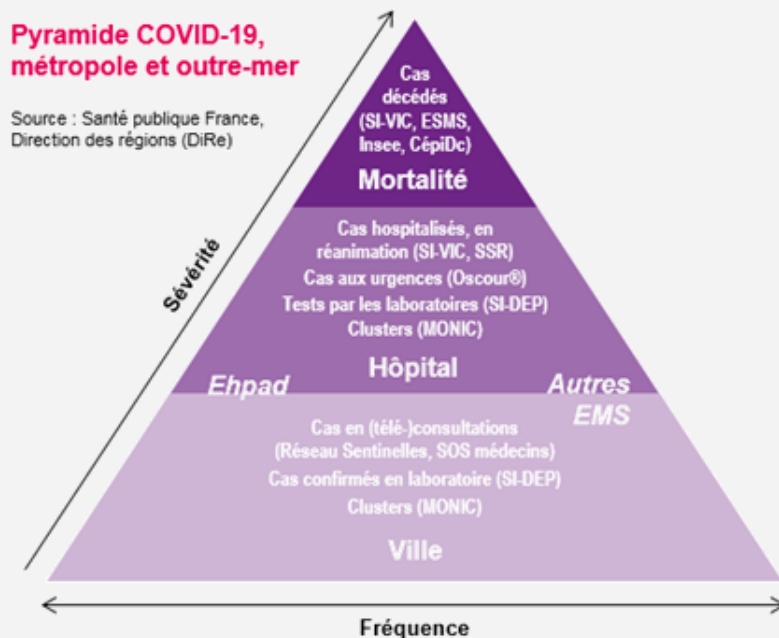 Pyramide COVID-19,
métropole et outre-mer
Source : Santé publique France,
Direction des régions (DiRe)
Sévérité
Cas
décédés
(SI-VIC, ESMS,
Insee, CépiDc)
Mortalité
Cas hospitalisés, en
réanimation (SI-VIC, SSR)
Cas aux urgences (Oscour®)
Tests par les laboratoires (SI-DEP)
Clusters (MONIC)
Hôpital
Ehpad
Autres
EMS
Cas en (télé-)consultations
(Réseau Sentinelles, SOS médecins)
Cas confirmés en laboratoire (SI-DEP)
Clusters (MONIC)
Ville
Fréquence